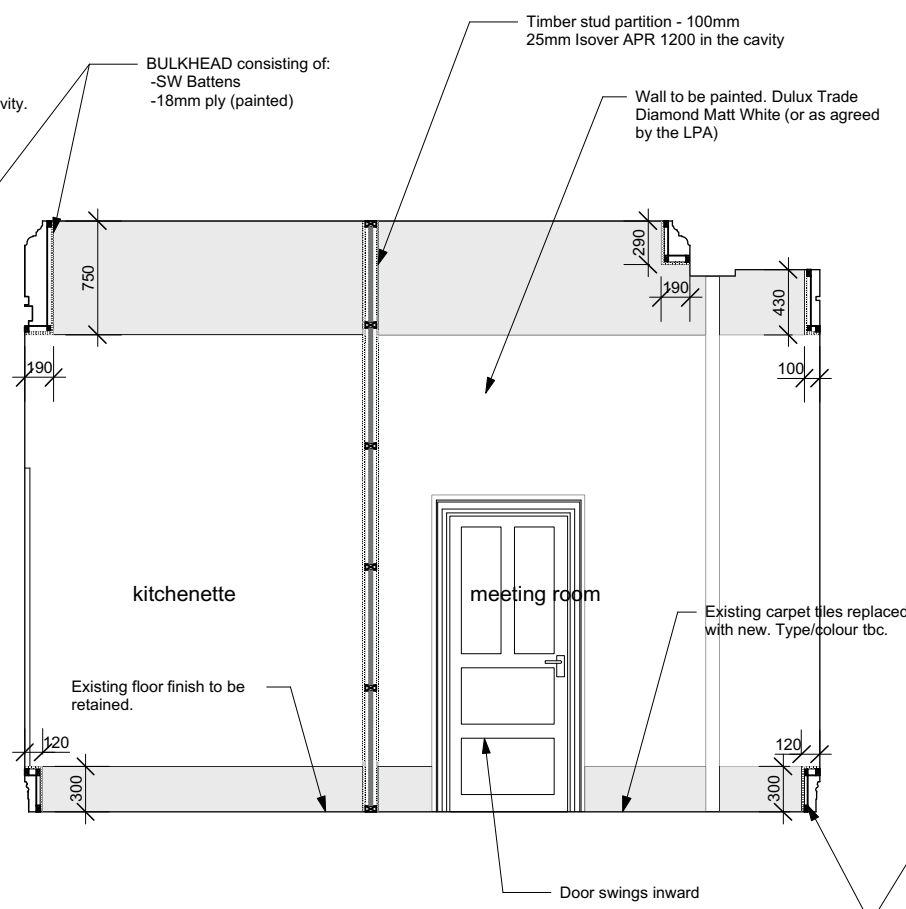 Timber stud partition - 100mm
25mm Isover APR 1200 in the cavity
BULKHEAD consisting of:
-SW Battens
-18mm ply (painted)
vity.
Wall to be painted. Dulux Trade
Diamond Matt White (or as agreed
by the LPA)
750
290
190
430
190
100
kitchenette
meeting room
Existing carpet tiles replaced
with new. Type/colour tbc.
Existing floor finish to be
retained.
120
120
300
300
Door swings inward